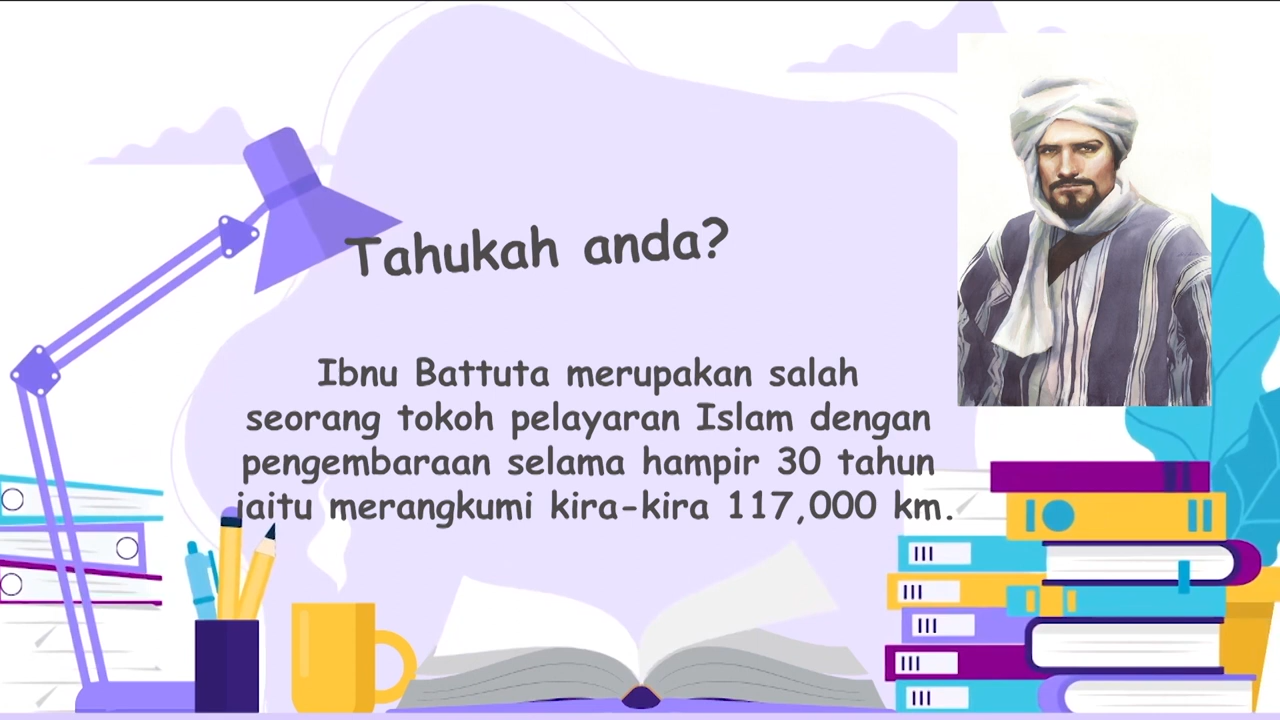 Tahukah anda?
Ibnu Battuta merupakan salah
seorang tokoh pelayaran Islam dengan
pengembaraan selama hampir 30 tahun
iaitu merangkumi kira-kira 117,000 km.